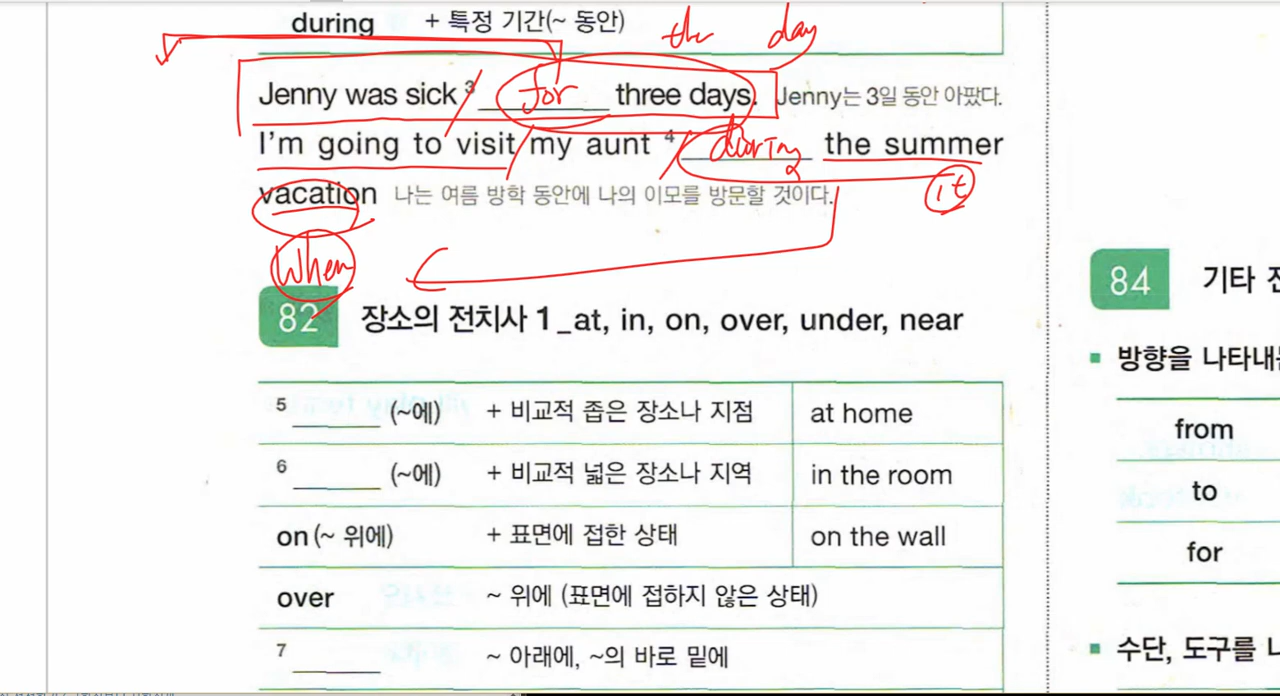 during + 특정 기간(~ 동안)
the day
Jenny was sick 3 for three days. Jenny는 3일 동안 아팠다.
I'm going to visit my aunt 4 during the summer
it
vacation 나는 여름 방학 동안에 나의 이모를 방문할 것이다.
When
82 장소의 전치사 1_at, in, on, over, under, near
5 ______ (~에) + 비교적 좁은 장소나 지점 at home
6 ______ (~에) + 비교적 넓은 장소나 지역 in the room
on (~ 위에) + 표면에 접한 상태 on the wall
over ~ 위에 (표면에 접하지 않은 상태)
7 ______ ~ 아래에, ~의 바로 밑에
84 기타
방향을 나타내
from
to
for
수단, 도구를